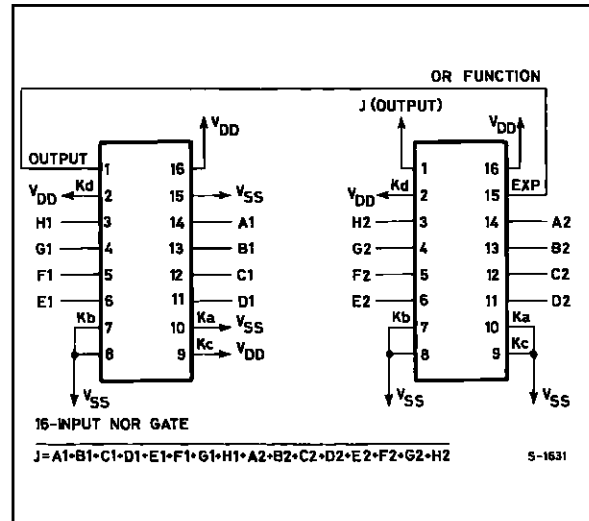 OR FUNCTION
J (OUTPUT)
VDD VDD
OUTPUT 1 16 1 16
VDD Kd 2 15 VSS VDD Kd 2 15 EXP
H1 3 14 A1 H2 3 14 A2
G1 4 13 B1 G2 4 13 B2
F1 5 12 C1 F2 5 12 C2
E1 6 11 D1 E2 6 11 D2
Kb 7 10 Ka VSS Kb 7 10 Ka
8 9 Kc VDD 8 9 Kc
VSS VSS VSS
16-INPUT NOR GATE
J=A1+B1+C1+D1+E1+F1+G1+H1+A2+B2+C2+D2+E2+F2+G2+H2 S-1631